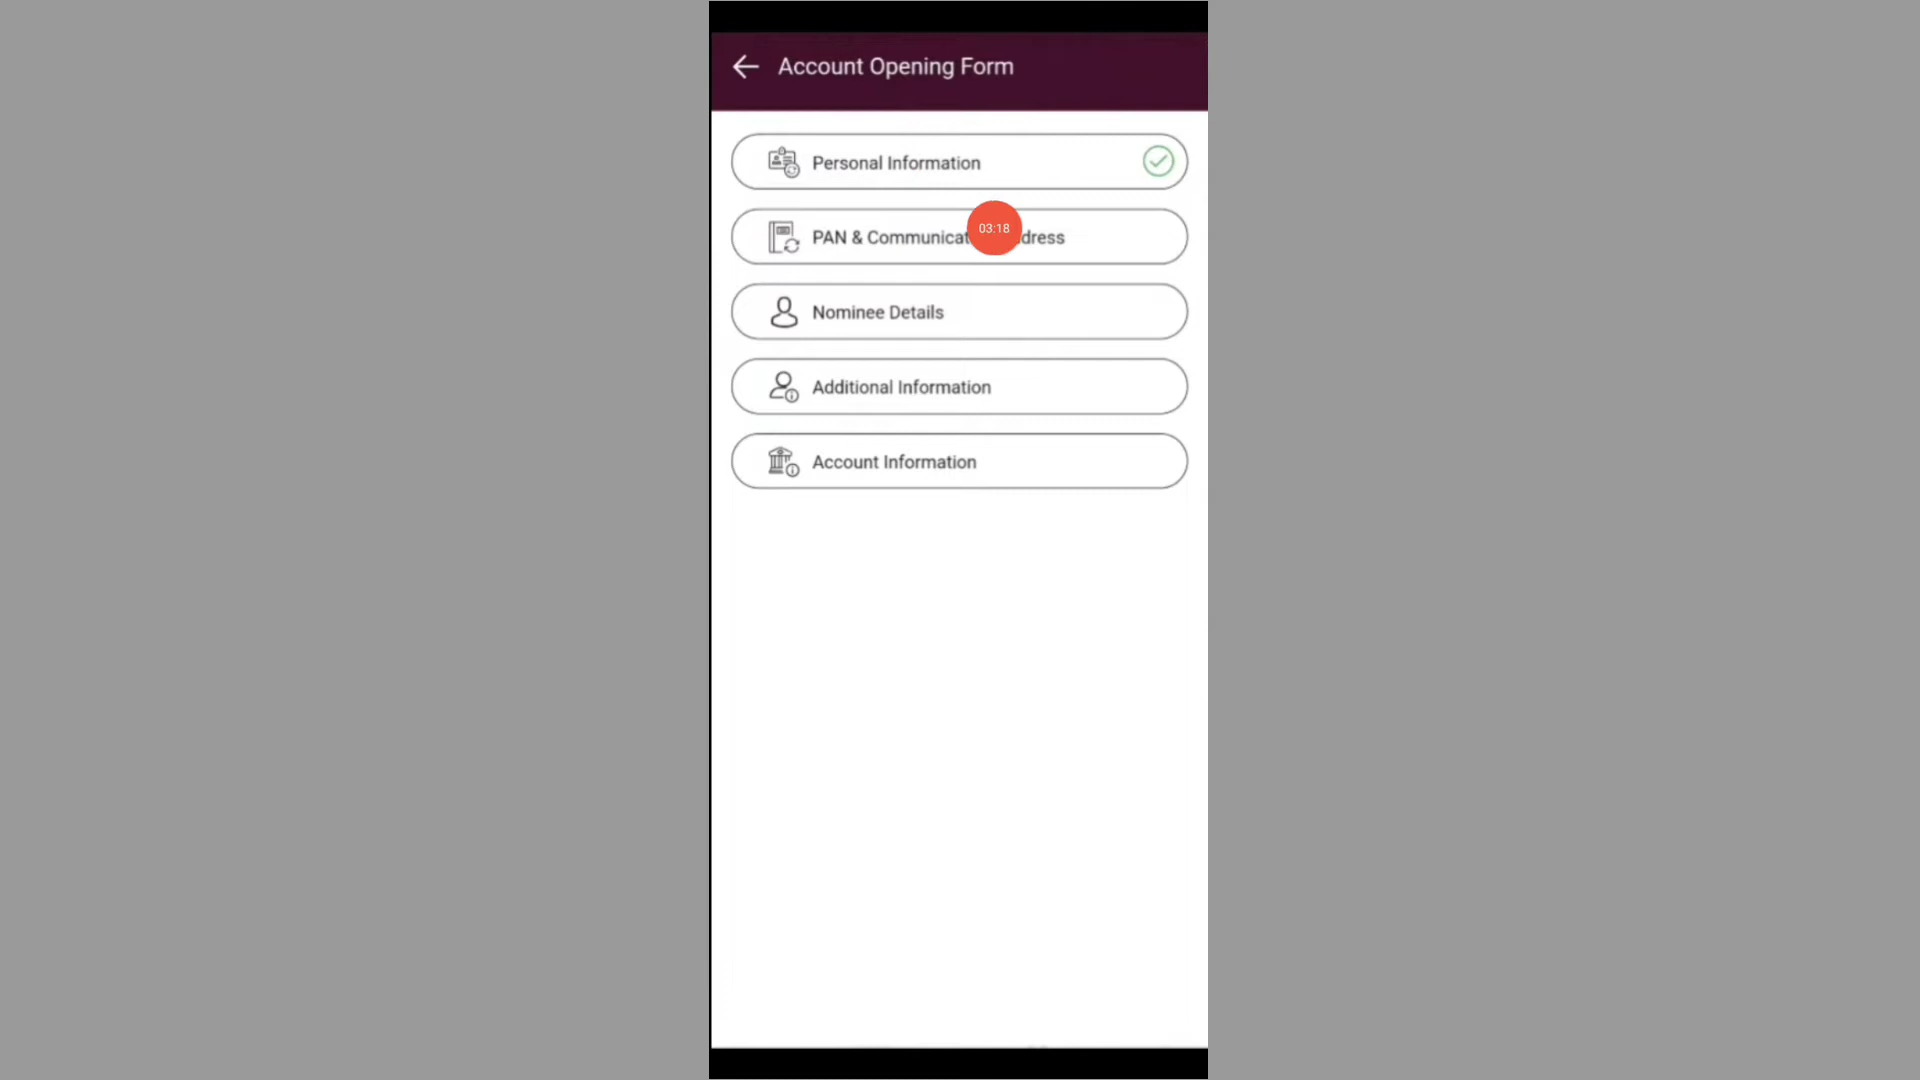 Account Opening Form
Personal Information
PAN & Communicat dress
03:18
Nominee Details
Additional Information
Account Information